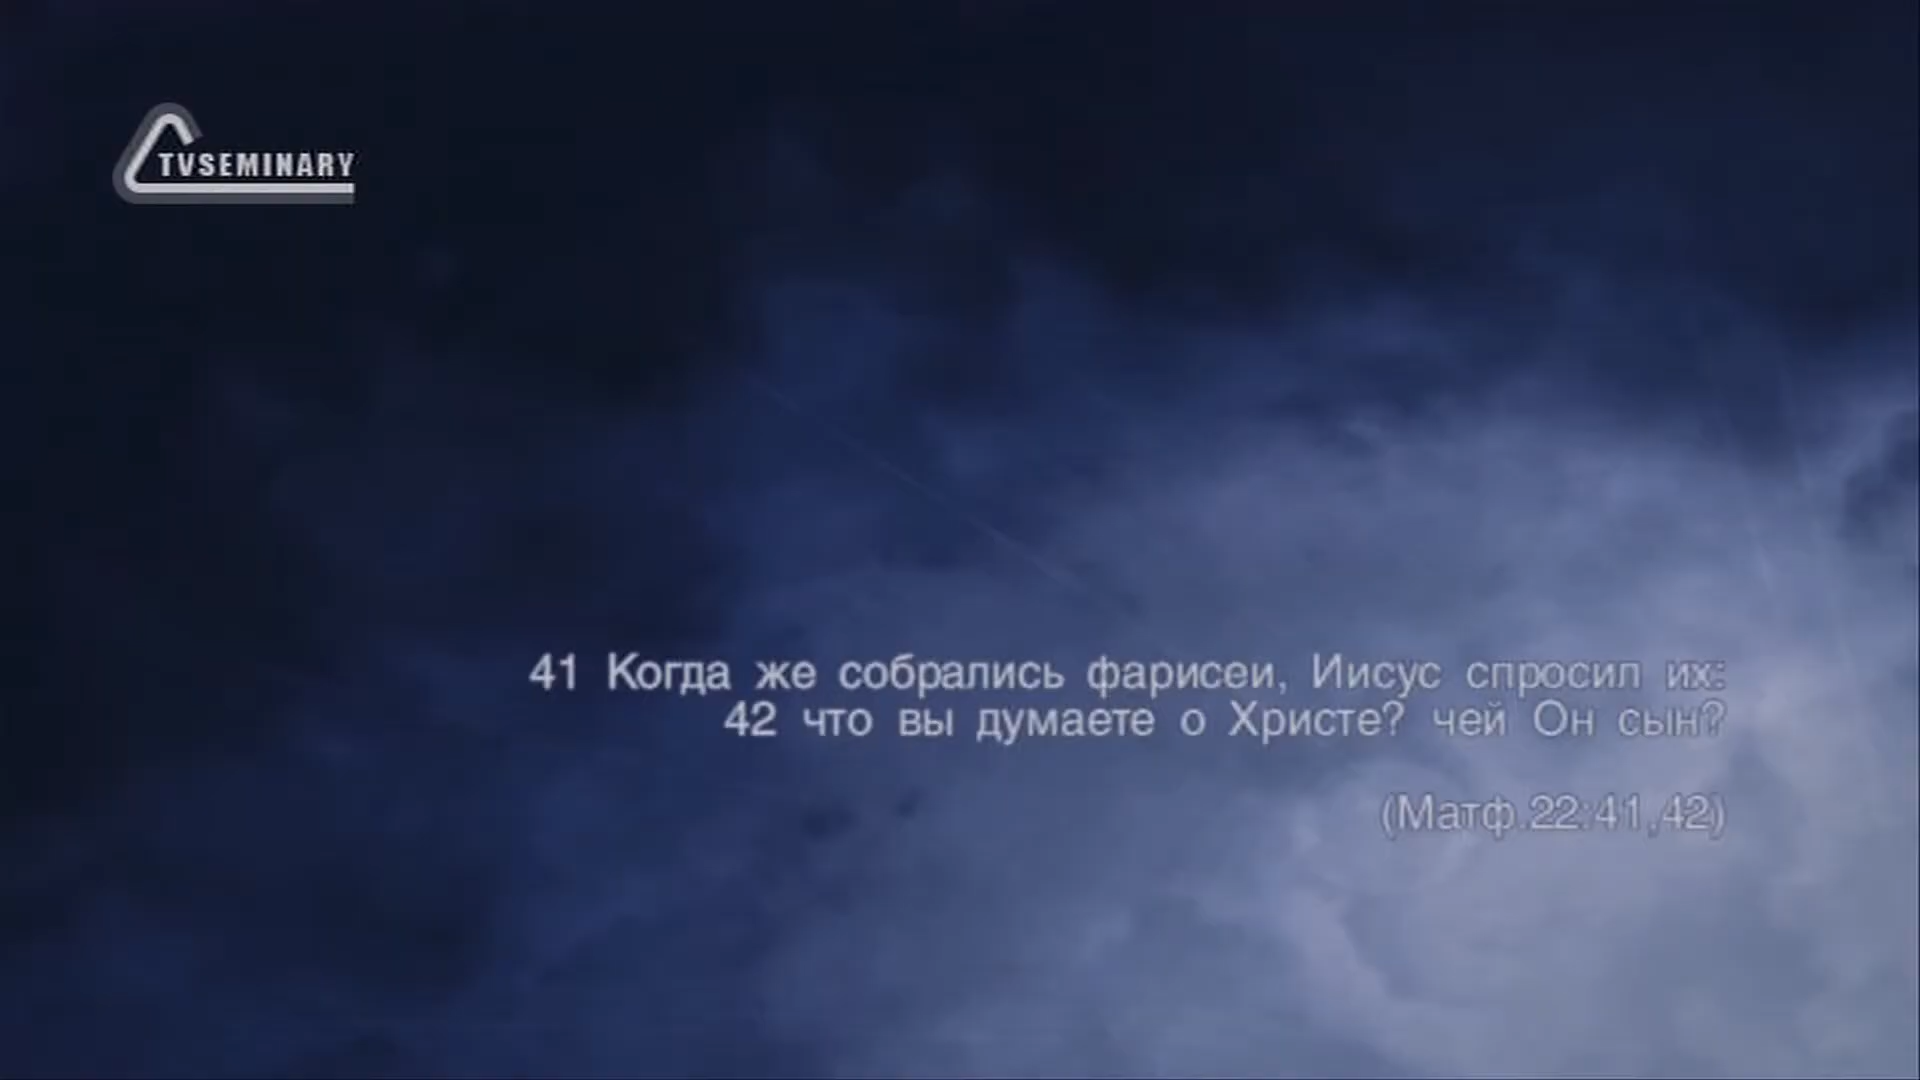 TVSEMINARY
41 Когда же собрались фарисеи, Иисус спросил их:
42 что вы думаете о Христе? чей Он сын?
(Матф.22:41,42)